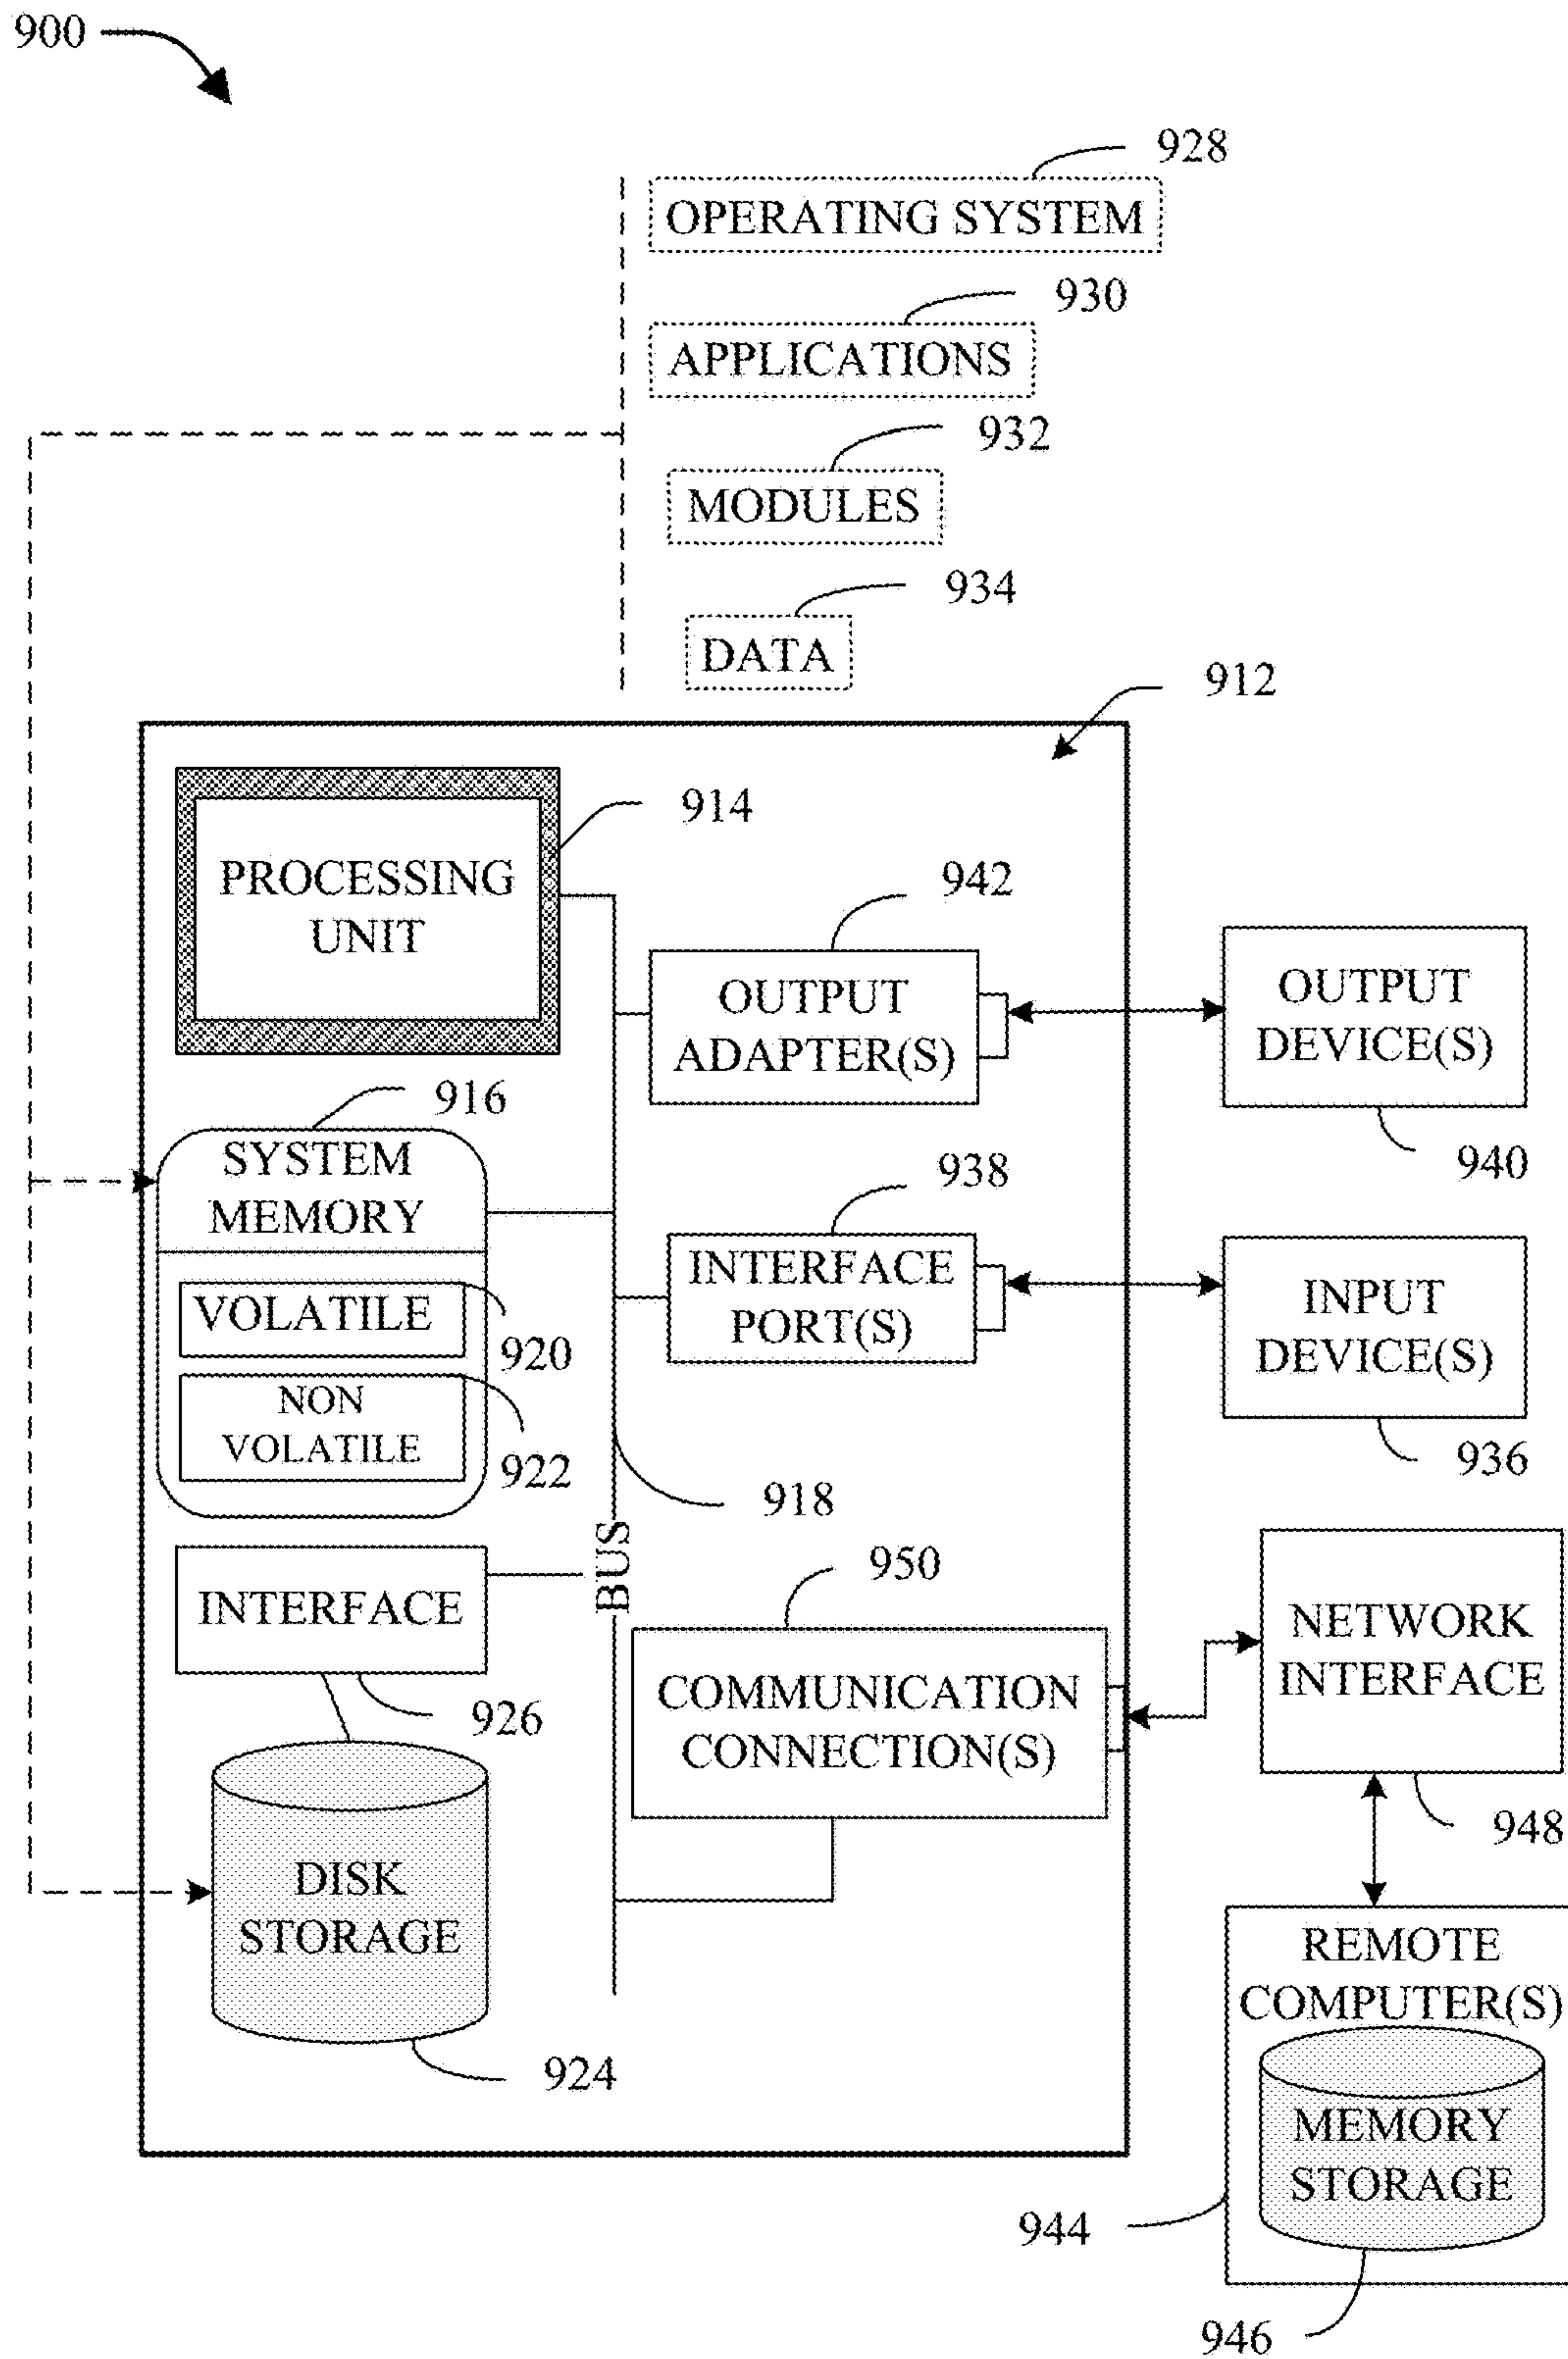 900
928
OPERATING SYSTEM
930
APPLICATIONS
932
MODULES
934
DATA
912
914
PROCESSING
UNIT
942
OUTPUT
ADAPTER(S)
OUTPUT
DEVICE(S)
940
916
SYSTEM
MEMORY
938
INTERFACE
PORT(S)
INPUT
DEVICE(S)
936
VOLATILE
920
NON
VOLATILE
922
918
BUS
INTERFACE
926
950
COMMUNICATION
CONNECTION(S)
NETWORK
INTERFACE
948
DISK
STORAGE
924
REMOTE
COMPUTER(S)
MEMORY
STORAGE
944
946